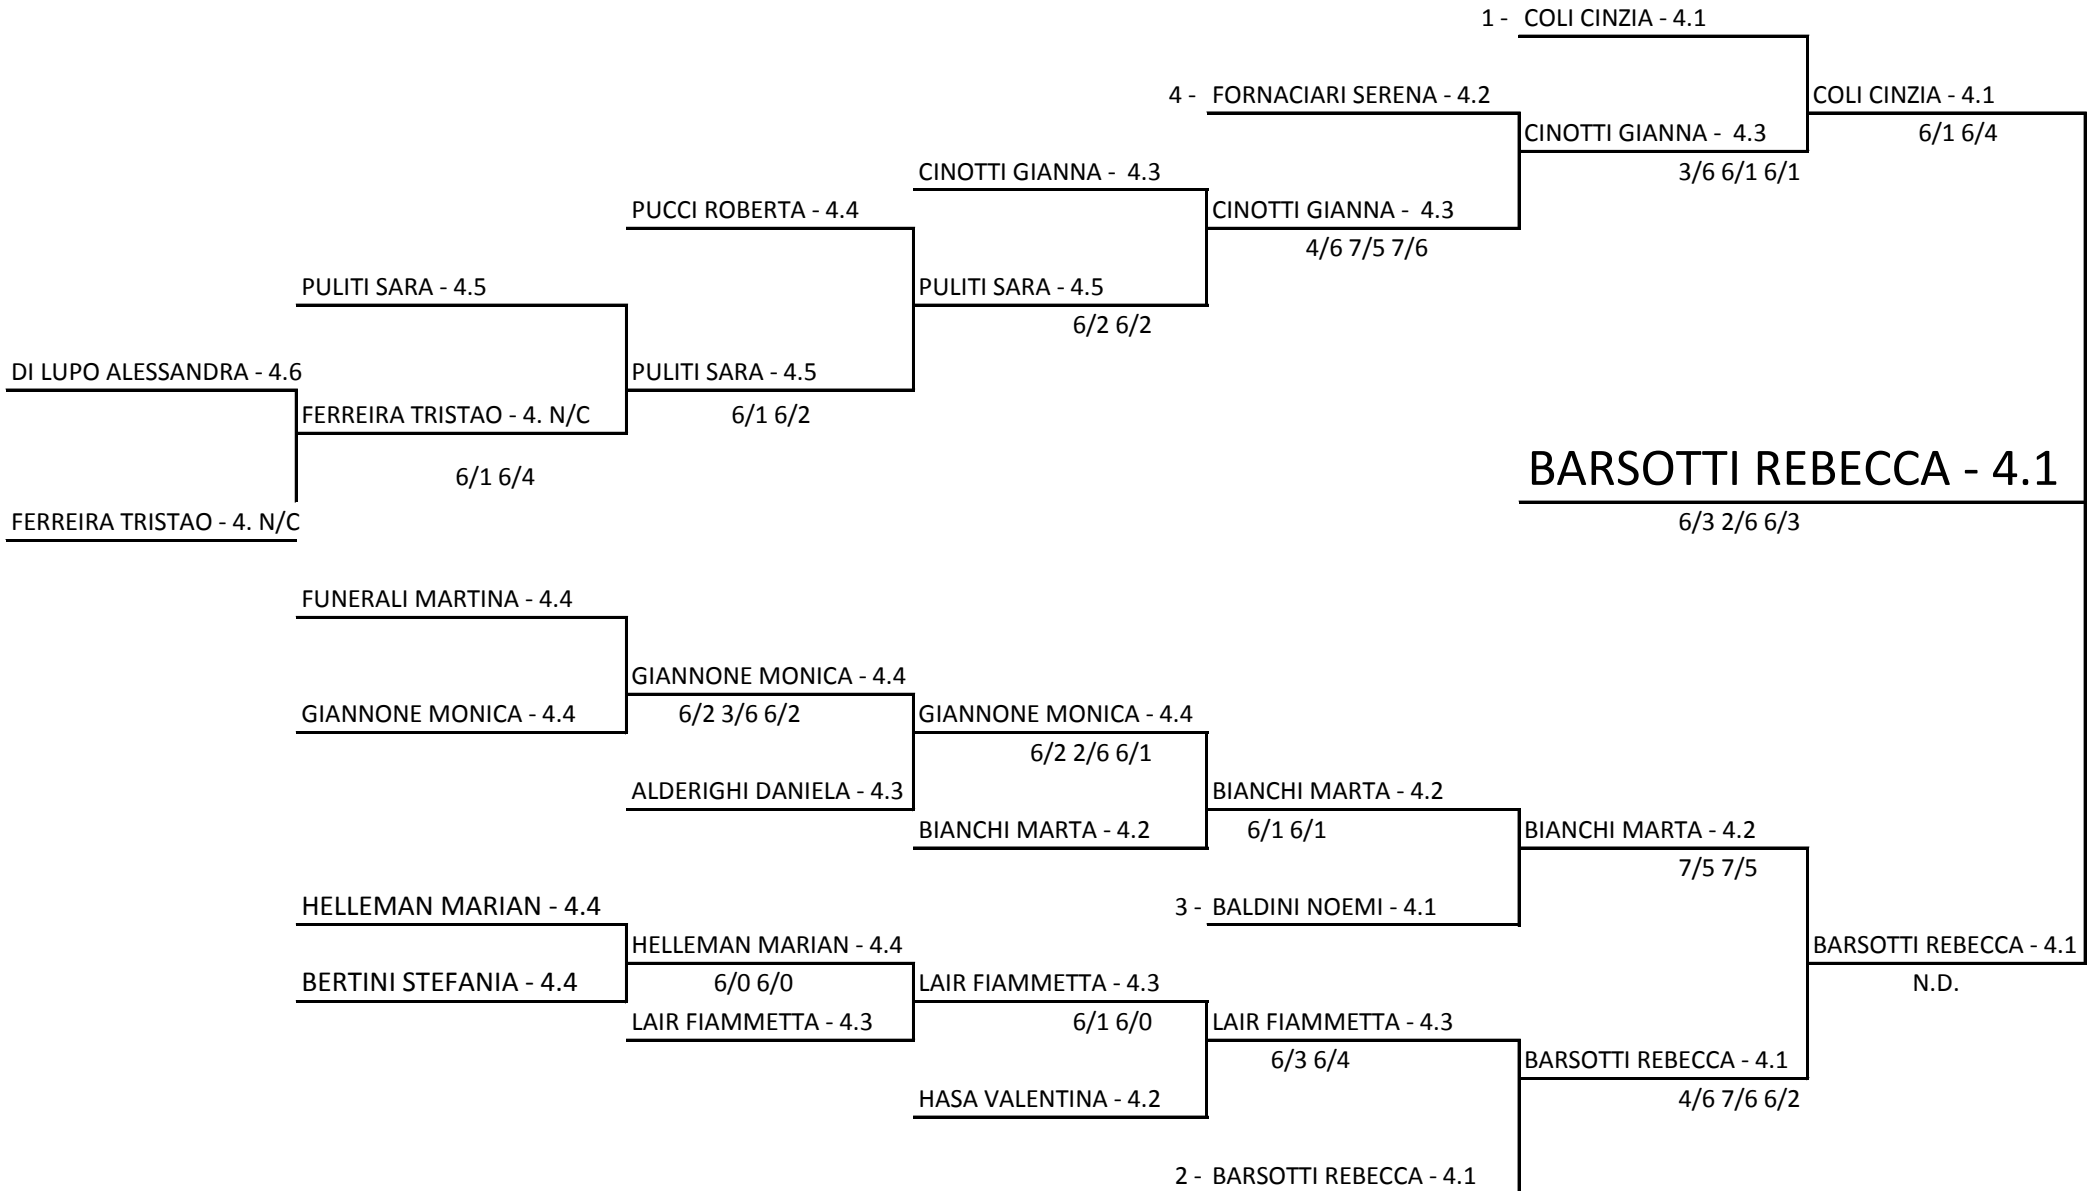 1 - COLI CINZIA - 4.1
4 - FORNACIARI SERENA - 4.2
COLI CINZIA - 4.1
CINOTTI GIANNA - 4.3
6/1 6/4
CINOTTI GIANNA - 4.3
3/6 6/1 6/1
PUCCI ROBERTA - 4.4
CINOTTI GIANNA - 4.3
4/6 7/5 7/6
PULITI SARA - 4.5
PULITI SARA - 4.5
6/2 6/2
DI LUPO ALESSANDRA - 4.6
PULITI SARA - 4.5
FERREIRA TRISTAO - 4. N/C
6/1 6/2
BARSOTTI REBECCA - 4.1
6/1 6/4
FERREIRA TRISTAO - 4. N/C
6/3 2/6 6/3
FUNERALI MARTINA - 4.4
GIANNONE MONICA - 4.4
GIANNONE MONICA - 4.4
6/2 3/6 6/2
GIANNONE MONICA - 4.4
6/2 2/6 6/1
ALDERIGHI DANIELA - 4.3
BIANCHI MARTA - 4.2
BIANCHI MARTA - 4.2
6/1 6/1
BIANCHI MARTA - 4.2
7/5 7/5
HELLEMAN MARIAN - 4.4
3 - BALDINI NOEMI - 4.1
HELLEMAN MARIAN - 4.4
BARSOTTI REBECCA - 4.1
BERTINI STEFANIA - 4.4
6/0 6/0
LAIR FIAMMETTA - 4.3
N.D.
LAIR FIAMMETTA - 4.3
6/1 6/0
LAIR FIAMMETTA - 4.3
6/3 6/4
BARSOTTI REBECCA - 4.1
HASA VALENTINA - 4.2
4/6 7/6 6/2
2 - BARSOTTI REBECCA - 4.1